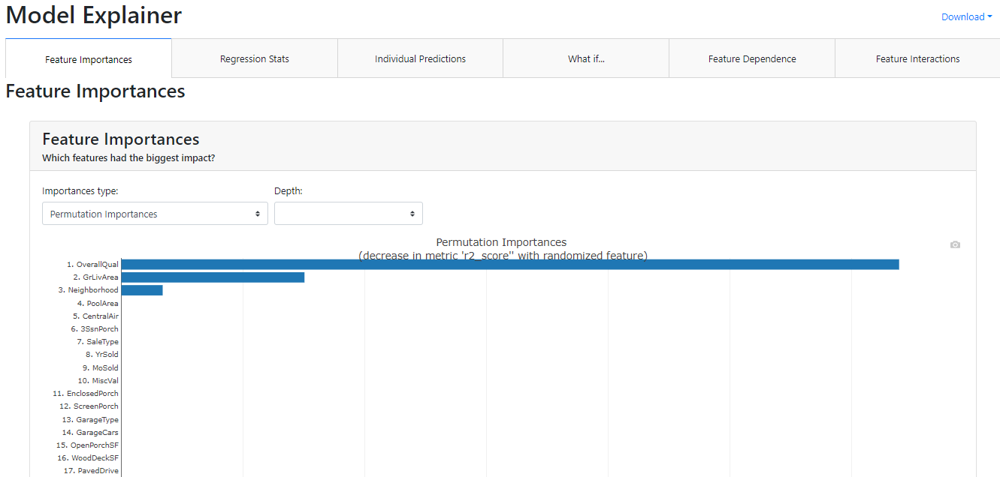 Model Explainer
Download
Feature Importances
Regression Stats
Individual Predictions
What if...
Feature Dependence
Feature Interactions
Feature Importances
Feature Importances
Which features had the biggest impact?
Importances type:
Depth:
Permutation Importances
Permutation Importances
(decrease in metric 'r2_score'' with randomized feature)
1. OverallQual
2. GrLivArea
3. Neighborhood
4. PoolArea
5. CentralAir
6. 3SsnPorch
7. SaleType
8. YrSold
9. MoSold
10. MiscVal
11. EnclosedPorch
12. ScreenPorch
13. GarageType
14. GarageCars
15. OpenPorchSF
16. WoodDeckSF
17. PavedDrive